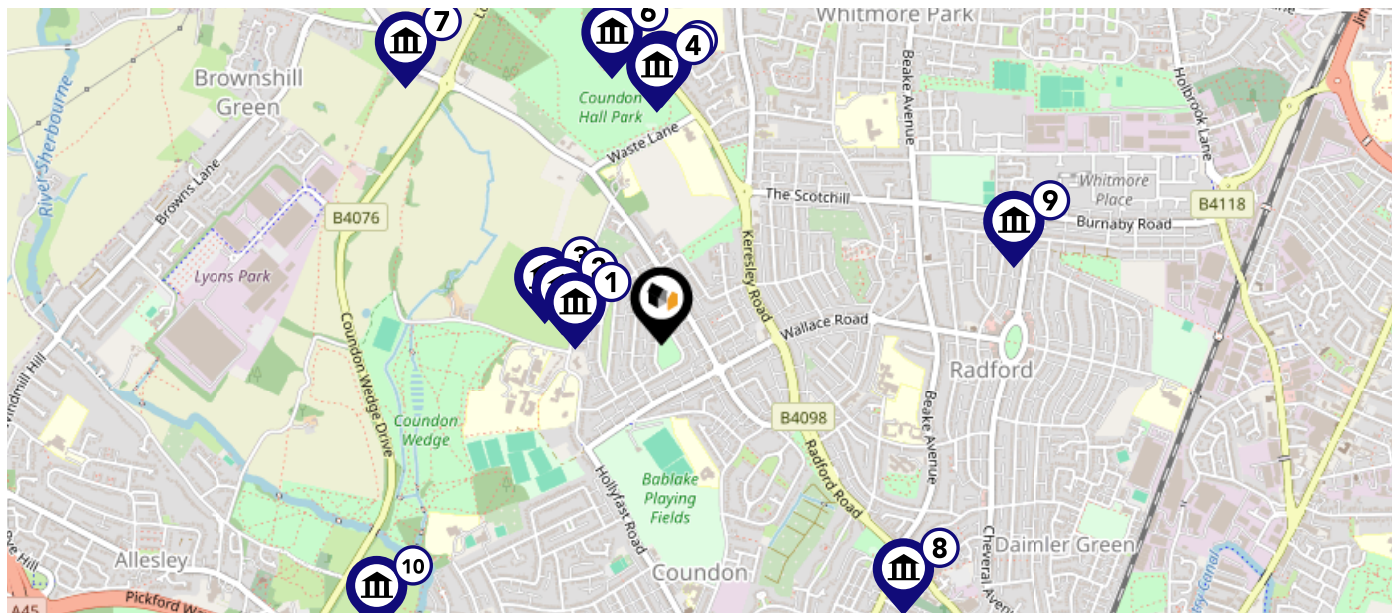 Whitmore Park
7
6
4
Brownshill
Green
River Sherbourne
Coundon
Hall Park
Beake Avenue
Holbrook Lane
Waste Lane
Browns Lane
The Scotchill
Whitmore
Place
B4076
B4118
9
Burnaby Road
Keresley Road
Lyons Park
3
2
1
Wallace Road
Coundon Wedge Drive
Windmill Hill
Radford
Beake Avenue
B4098
Coundon
Wedge
Radford Road
Hollyfast Road
Bablake
Playing
Fields
Allesley
10
Coundon
8
Cheveral Avenue
Daimler Green
A45
Pickford Wa